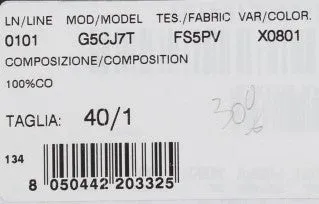 LN/LINE MOD/MODEL TES./FABRIC VAR/COLOR.
0101 G5CJ7T FS5PV X0801
COMPOSIZIONE/COMPOSITION
100%CO
TAGLIA: 40/1
30%
134
8 050442 203325